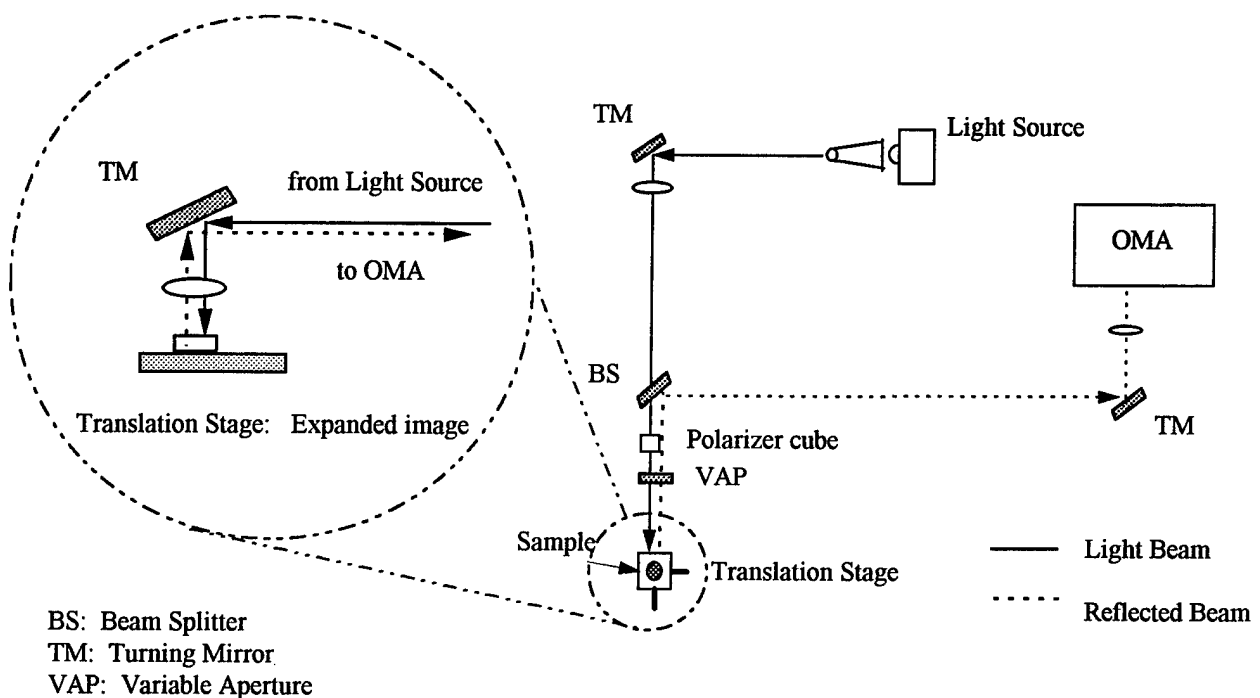 TM
Light Source
TM
from Light Source
OMA
to OMA
BS
Translation Stage: Expanded image
TM
Polarizer cube
VAP
Sample
Light Beam
Translation Stage
Reflected Beam
BS: Beam Splitter
TM: Turning Mirror
VAP: Variable Aperture